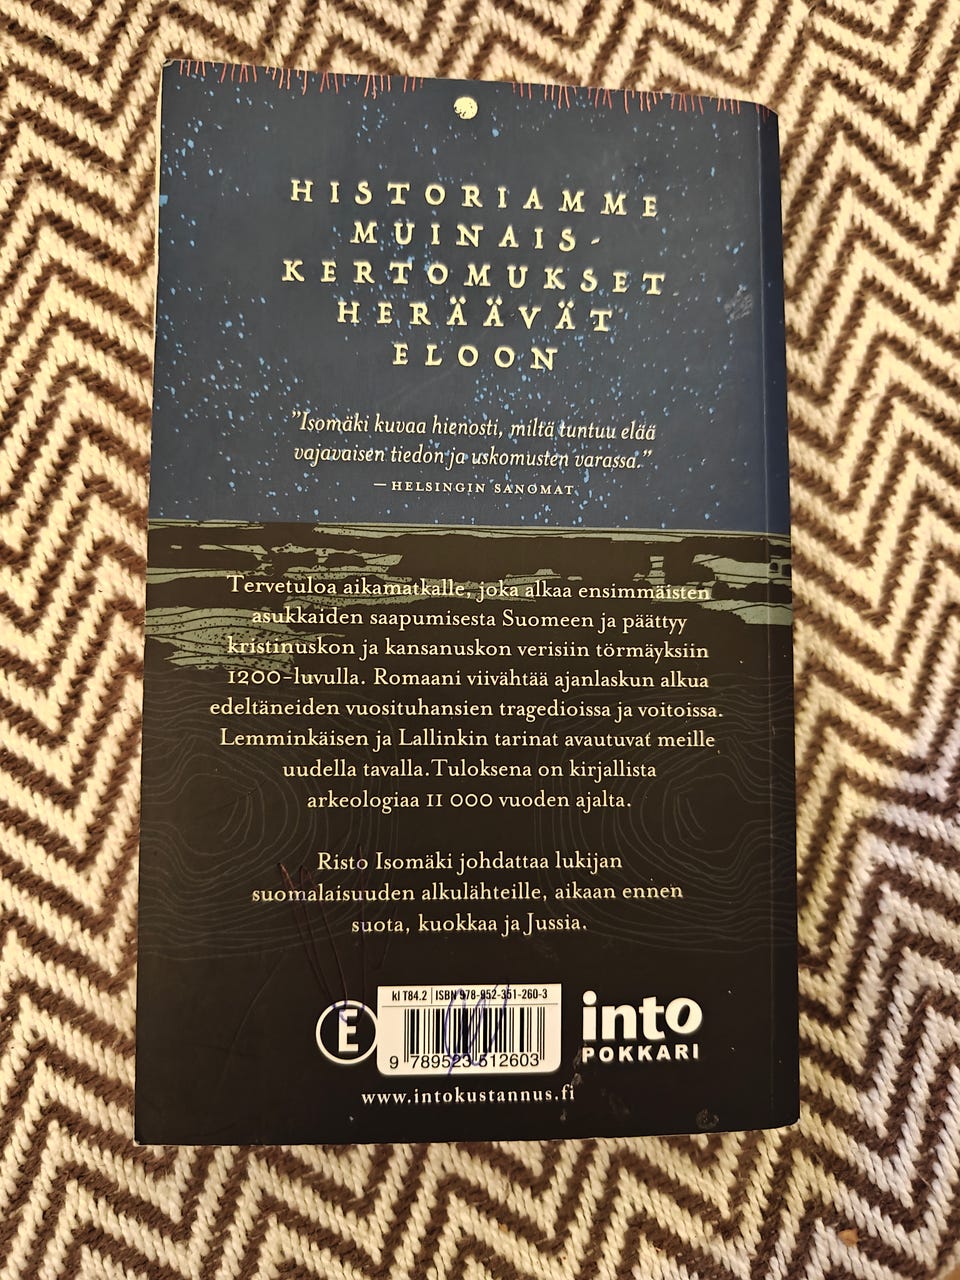 HISTORIAMME
MUINAIS-
KERTOMUKSET
HERÄÄVÄT
ELOON
"Isomäki kuvaa hienosti, miltä tuntuu elää
vajavaisen tiedon ja uskomusten varassa."
— HELSINGIN SANOMAT
Tervetuloa aikamatkalle, joka alkaa ensimmäisten
asukkaiden saapumisesta Suomeen ja päättyy
kristinuskon ja kansanuskon verisiin törmäyksiin
1200-luvulla. Romaani viivähtää ajanlaskun alkua
edeltäneiden vuosituhansien tragedioissa ja voitoissa.
Lemminkäisen ja Lallinkin tarinat avautuvat meille
uudella tavalla. Tuloksena on kirjallista
arkeologiaa 11 000 vuoden ajalta.
Risto Isomäki johdattaa lukijan
suomalaisuuden alkulähteille, aikaan ennen
suota, kuokkaa ja Jussia.
kl T84.2 | ISBN 978-952-351-260-3
E
9 789523 512603
into
POKKARI
www.intokustannus.fi